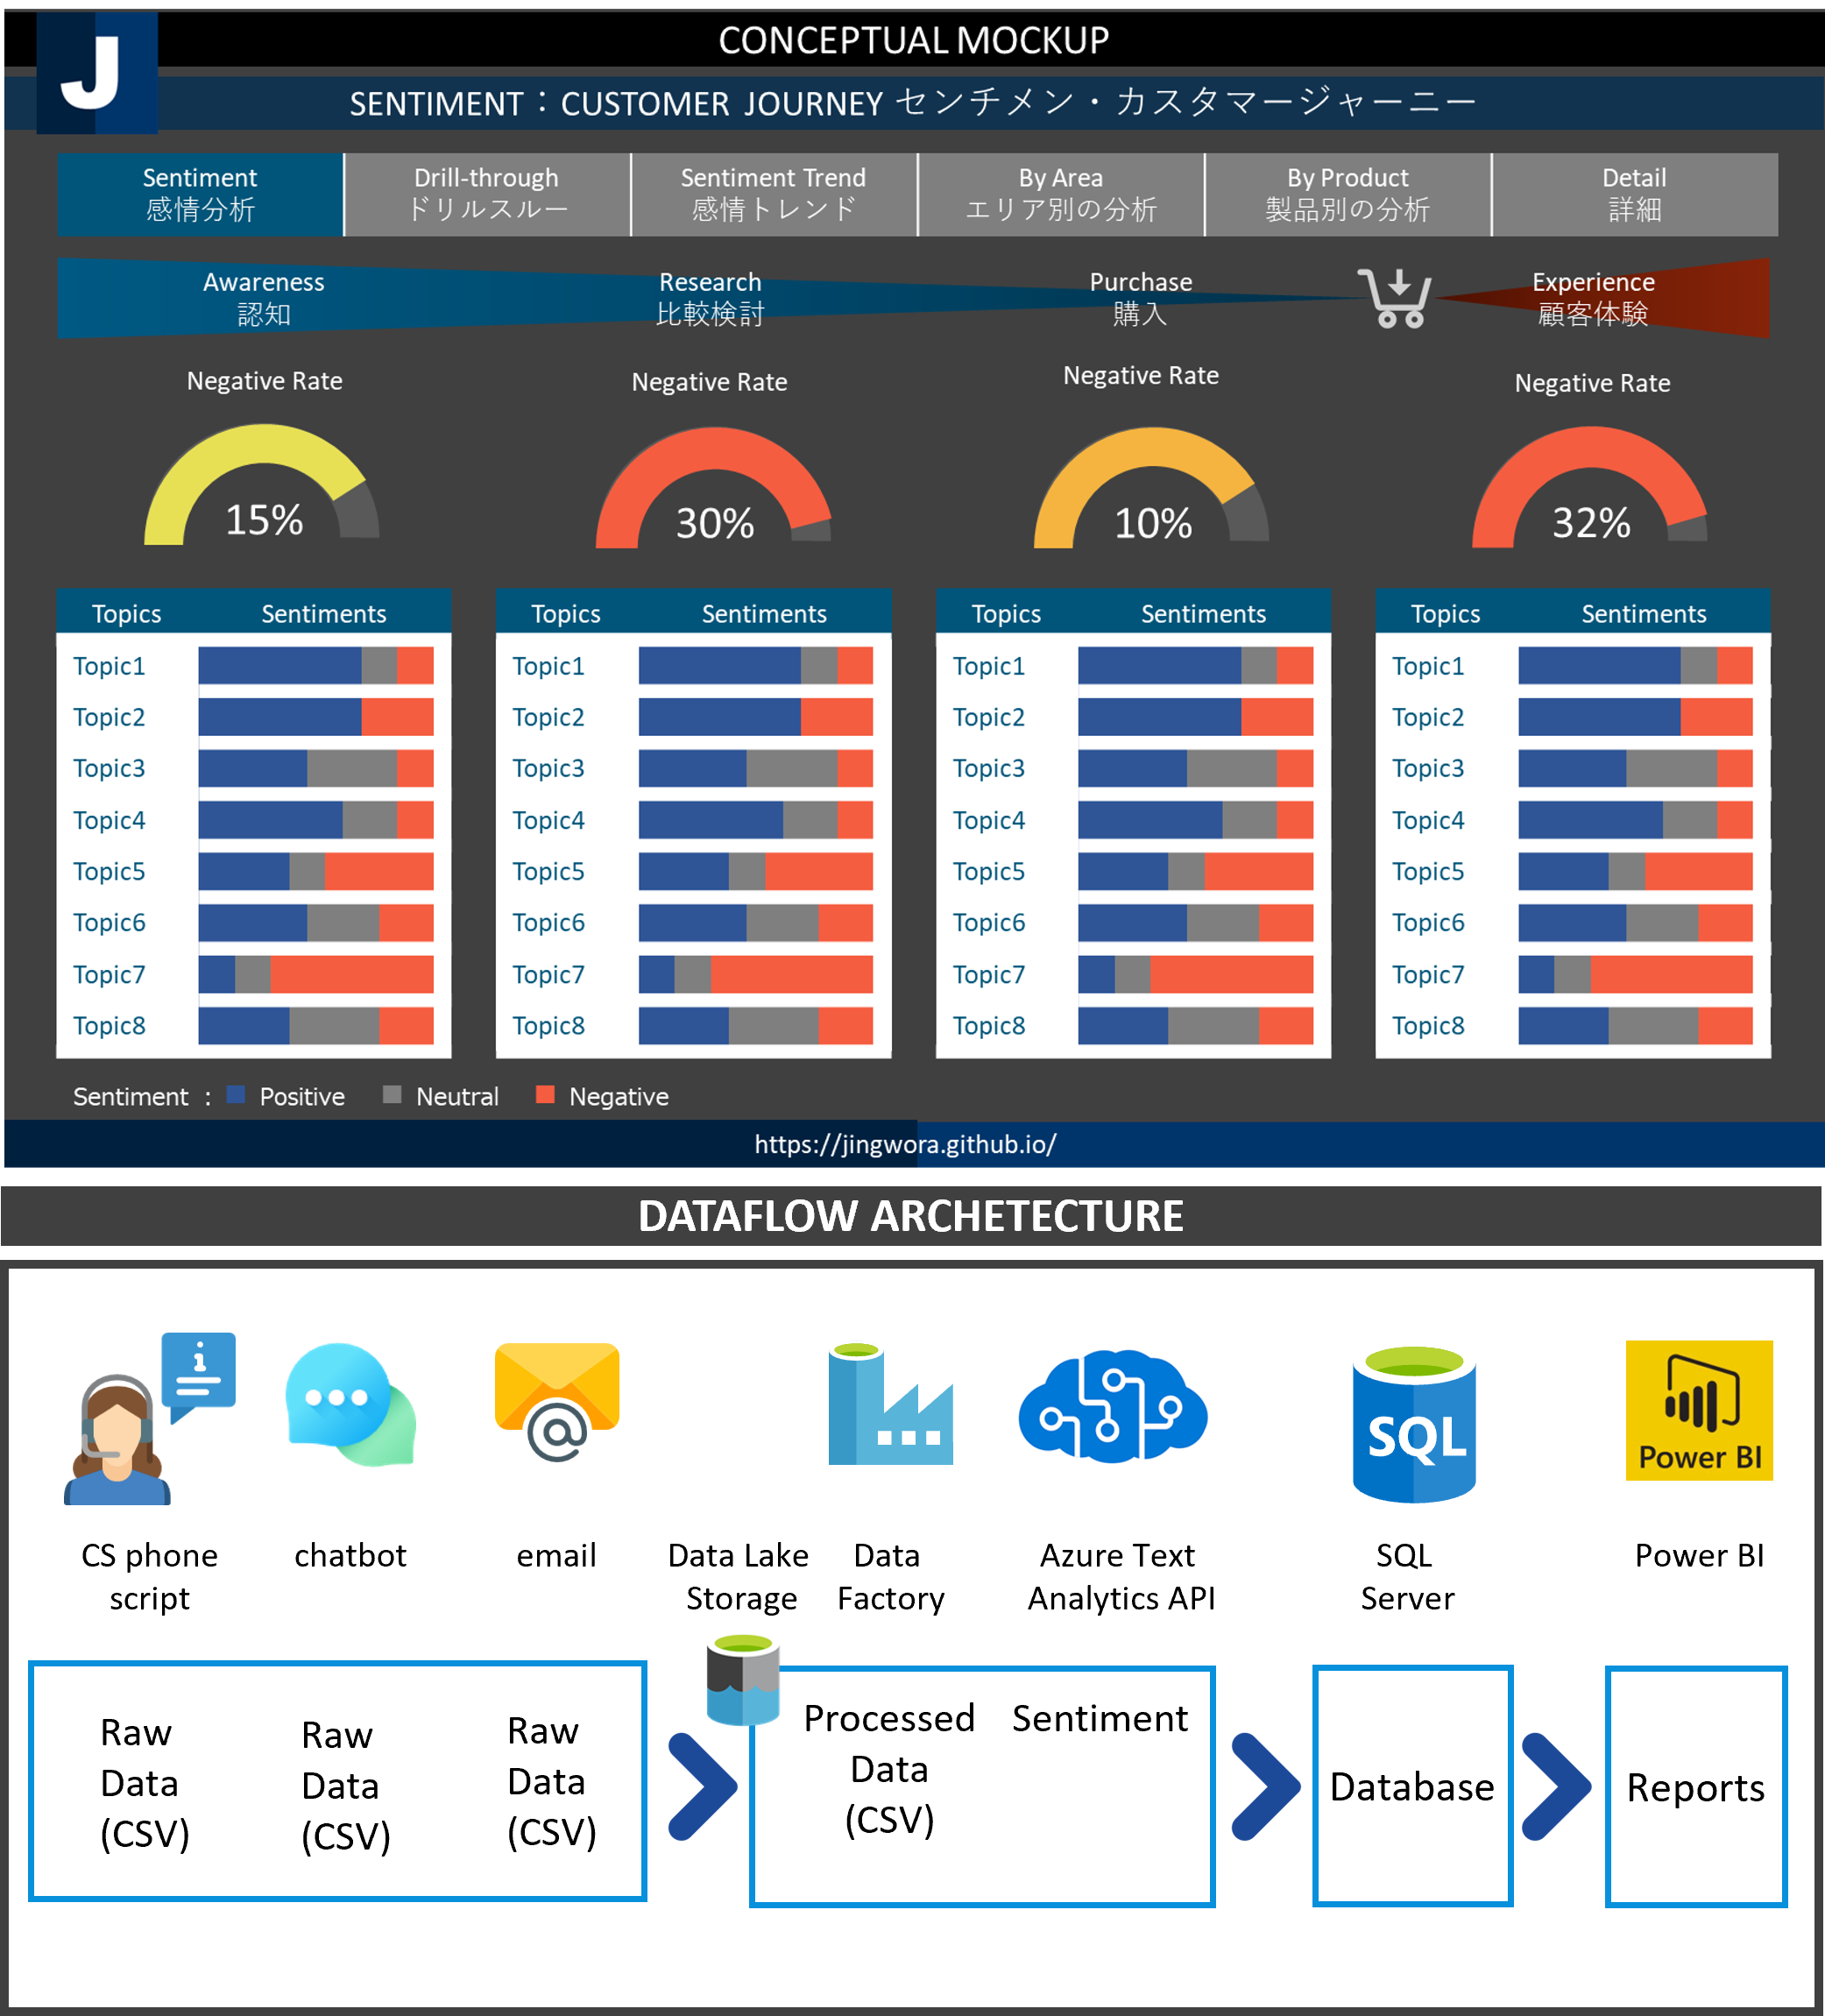 CONCEPTUAL MOCKUP
J
SENTIMENT：CUSTOMER JOURNEY センチメン・カスタマージャーニー
Sentiment
感情分析
Drill-through
ドリルスルー
Sentiment Trend
感情トレンド
By Area
エリア別の分析
By Product
製品別の分析
Detail
詳細
Awareness
認知
Research
比較検討
Purchase
購入
Experience
顧客体験
Negative Rate
15%
Negative Rate
30%
Negative Rate
10%
Negative Rate
32%
Topics Sentiments
Topic1
Topic2
Topic3
Topic4
Topic5
Topic6
Topic7
Topic8
Topics Sentiments
Topic1
Topic2
Topic3
Topic4
Topic5
Topic6
Topic7
Topic8
Topics Sentiments
Topic1
Topic2
Topic3
Topic4
Topic5
Topic6
Topic7
Topic8
Topics Sentiments
Topic1
Topic2
Topic3
Topic4
Topic5
Topic6
Topic7
Topic8
Sentiment : Positive Neutral Negative
https://jingwora.github.io/
DATAFLOW ARCHETECTURE
SQL
Power BI
CS phone
script
chatbot
email
Data Lake
Storage
Data
Factory
Azure Text
Analytics API
SQL
Server
Power BI
Raw
Data
(CSV)
Raw
Data
(CSV)
Raw
Data
(CSV)
Processed
Data
(CSV)
Sentiment
Database
Reports